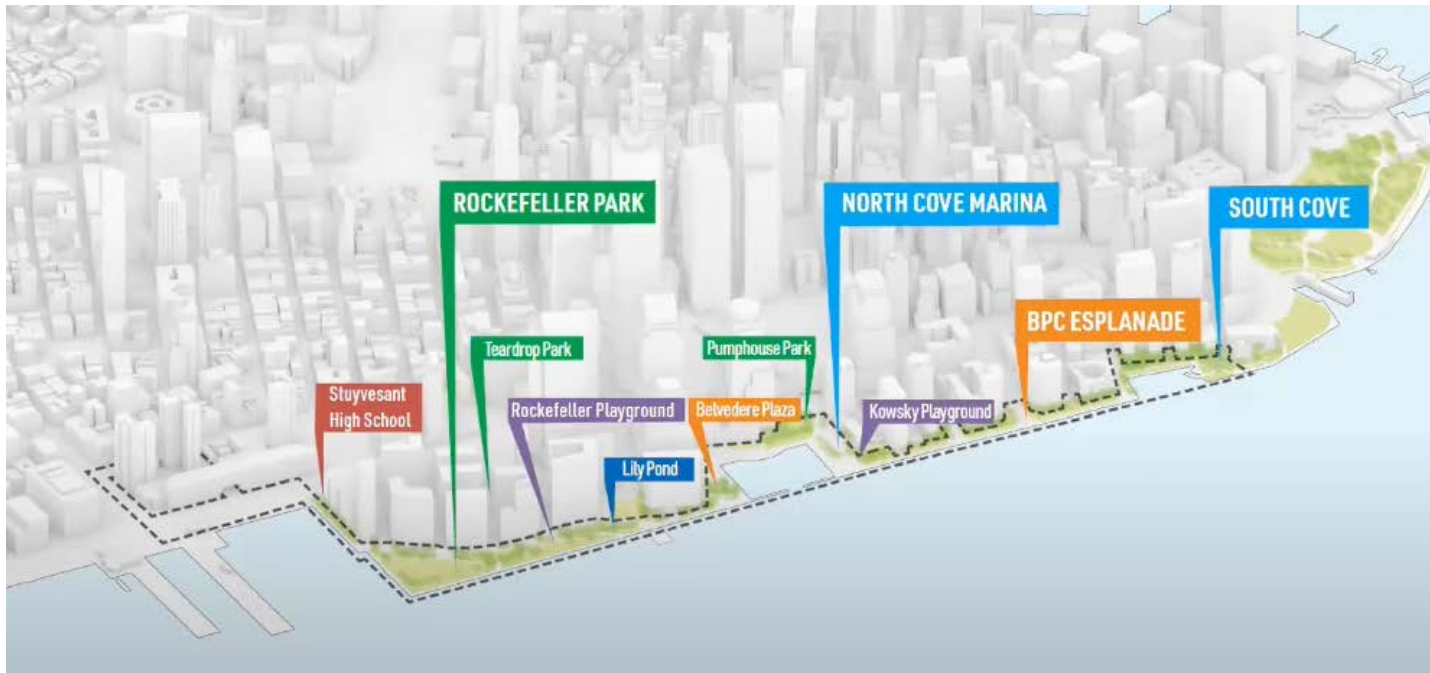 ROCKEFELLER PARK
NORTH COVE MARINA
SOUTH COVE
BPC ESPLANADE
Teardrop Park
Pumphouse Park
Stuyvesant
High School
Rockefeller Playground
Belvedere Plaza
Kowsky Playground
Lily Pond